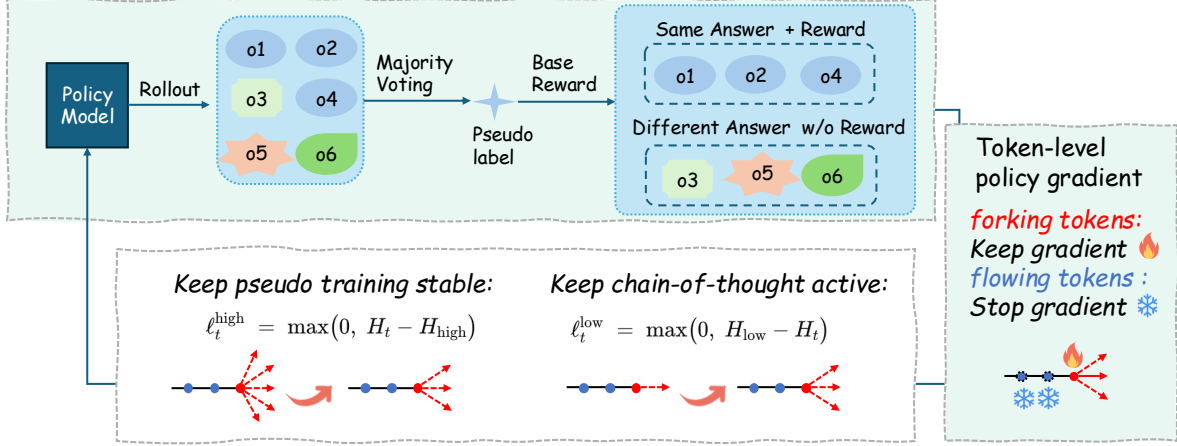 Policy
Model
Rollout
o1
o2
o3
o4
o5
o6
Majority
Voting
Pseudo
label
Base
Reward
Same Answer + Reward
o1
o2
o4
Different Answer w/o Reward
o3
o5
o6
Token-level
policy gradient
forking tokens:
Keep gradient
flowing tokens :
Stop gradient
Keep pseudo training stable:
ℓ_t^high = max(0, H_t − H_high)
Keep chain-of-thought active:
ℓ_t^low = max(0, H_low − H_t)